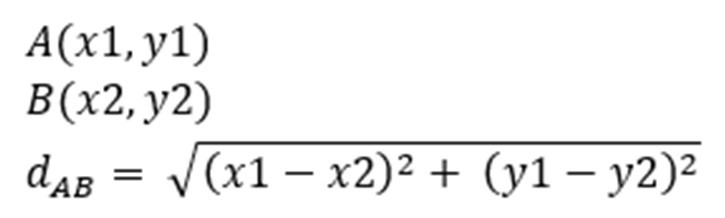 A(x1, y1)
B(x2, y2)
d_AB = √((x1 − x2)² + (y1 − y2)²)